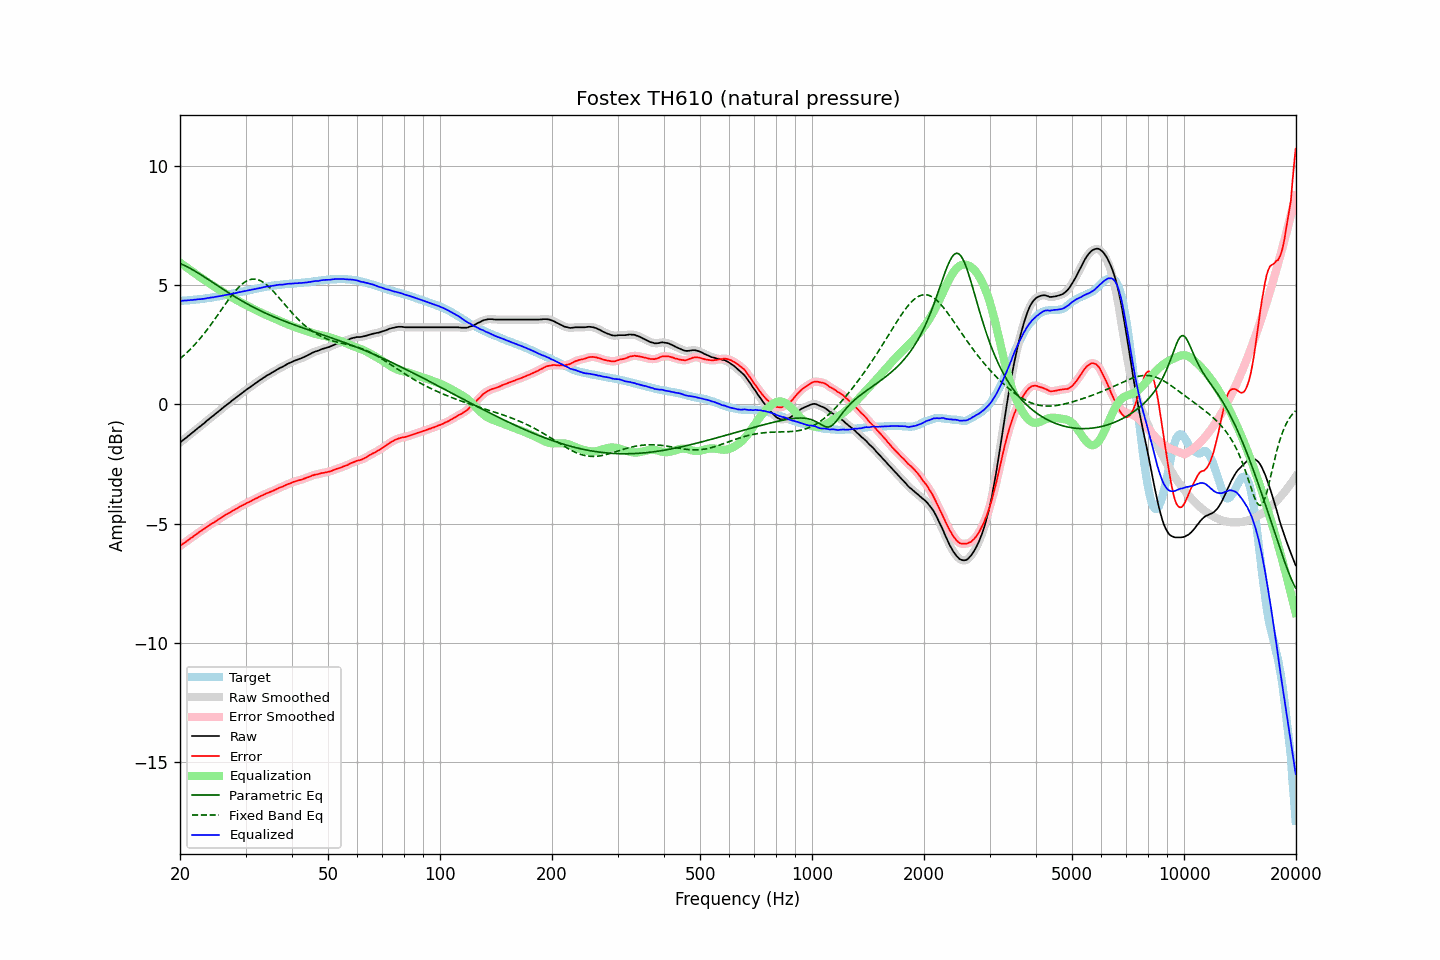 Fostex TH610 (natural pressure)
Amplitude (dBr)
10
5
0
−5
−10
−15
Target
Raw Smoothed
Error Smoothed
Raw
Error
Equalization
Parametric Eq
Fixed Band Eq
Equalized
20 50 100 200 500 1000 2000 5000 10000 20000
Frequency (Hz)